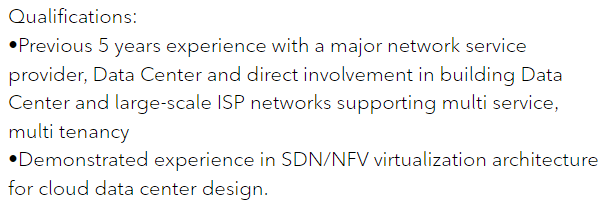 Qualifications:
•Previous 5 years experience with a major network service
provider, Data Center and direct involvement in building Data
Center and large-scale ISP networks supporting multi service,
multi tenancy
•Demonstrated experience in SDN/NFV virtualization architecture
for cloud data center design.